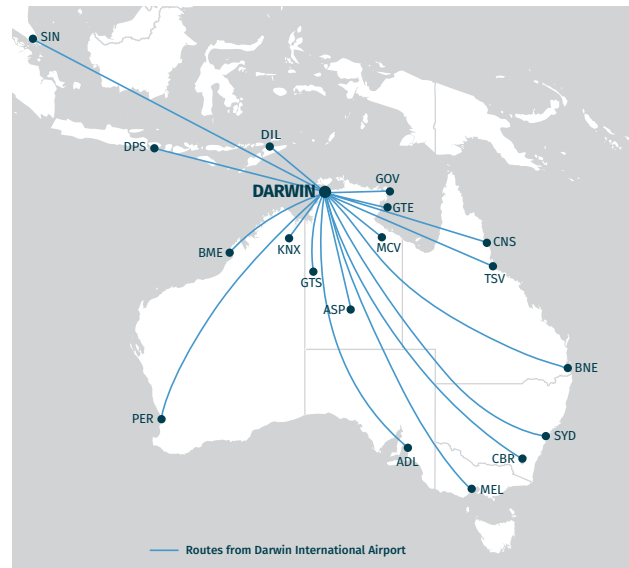 SIN
DIL
DPS
GOV
DARWIN
GTE
CNS
MCV
KNX
BME
TSV
GTS
ASP
BNE
PER
SYD
CBR
ADL
MEL
Routes from Darwin International Airport